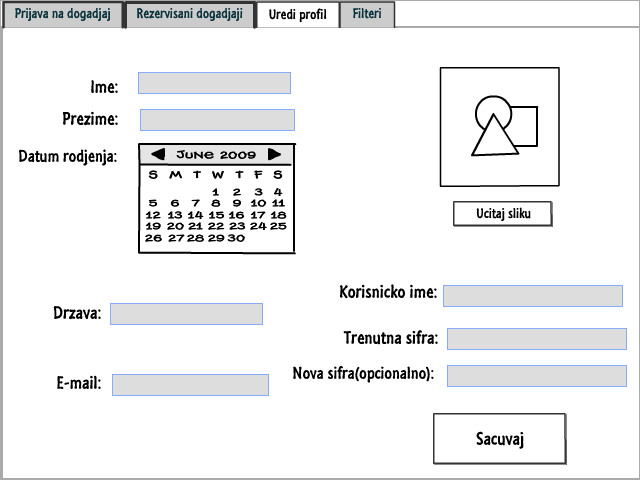 Prijava na dogadjaj
Rezervisani dogadjaji
Uredi profil
Filteri
Ime:
Prezime:
Datum rodjenja:
JUNE 2009
S M T W T F S
1 2 3 4
5 6 7 8 9 10 11
12 13 14 15 16 17 18
19 20 21 22 23 24 25
26 27 28 29 30
Ucitaj sliku
Drzava:
E-mail:
Korisnicko ime:
Trenutna sifra:
Nova sifra(opcionalno):
Sacuvaj